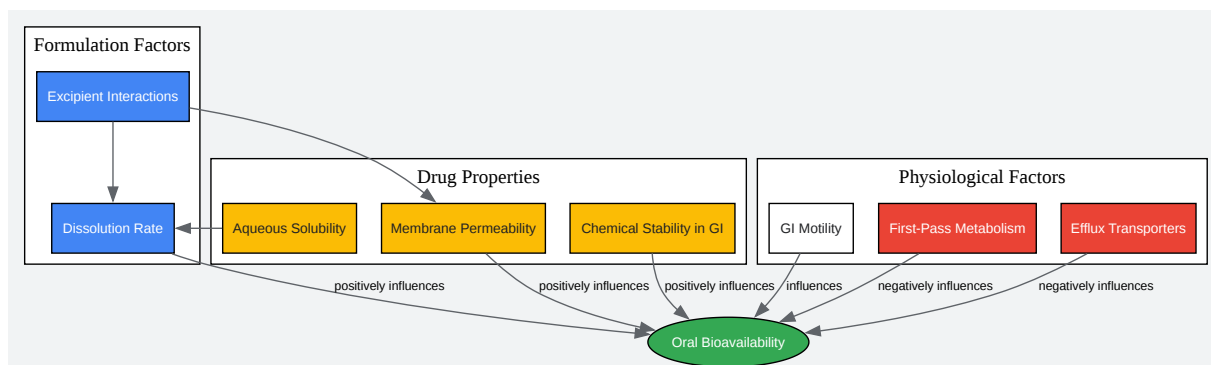 Formulation Factors
Excipient Interactions
Dissolution Rate
Drug Properties
Aqueous Solubility
Membrane Permeability
Chemical Stability in GI
Physiological Factors
GI Motility
First-Pass Metabolism
Efflux Transporters
positively influences
positively influences
positively influences
influences
negatively influences
negatively influences
Oral Bioavailability